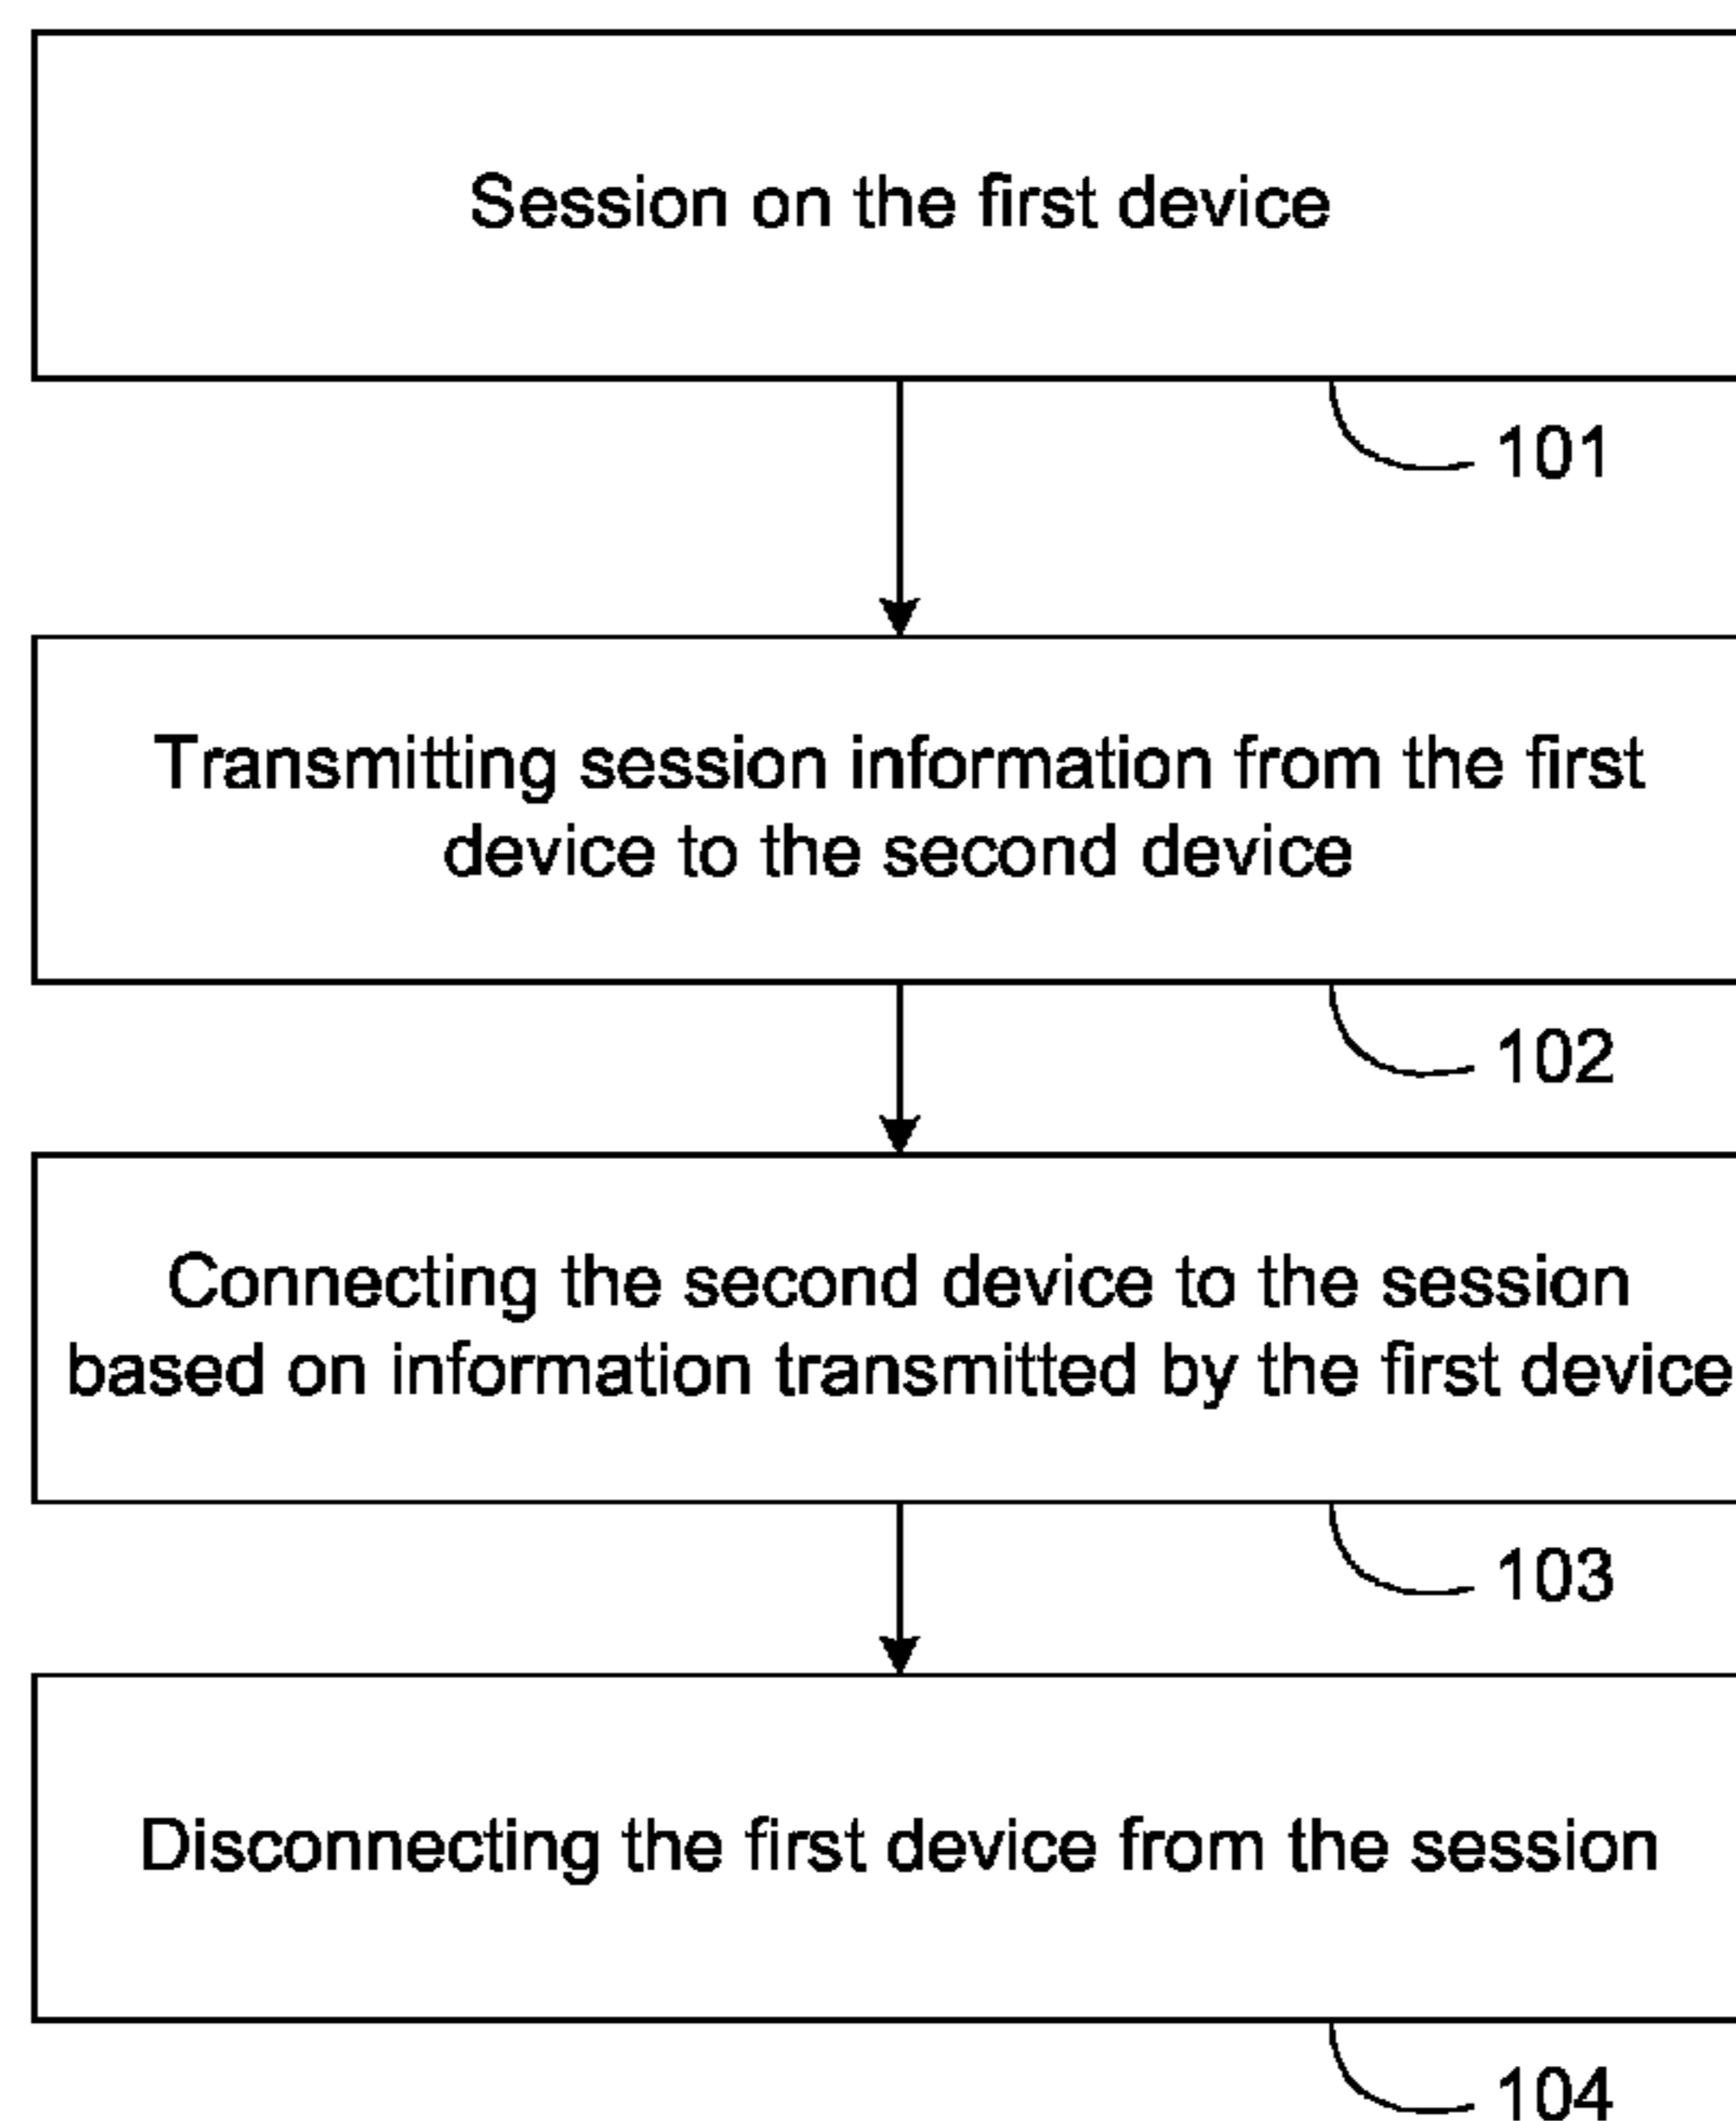 Session on the first device
101
Transmitting session information from the first
device to the second device
102
Connecting the second device to the session
based on information transmitted by the first device
103
Disconnecting the first device from the session
104